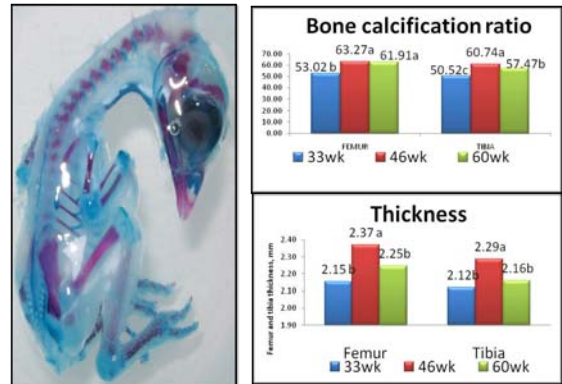 Bone calcification ratio
70.00
60.00
50.00
40.00
30.00
20.00
10.00
0.00
53.02 b 63.27a 61.91a 50.52c 60.74a 57.47b
FEMUR TIBIA
33wk 46wk 60wk
Thickness
Femur and tibia thickness, mm
2.40
2.30
2.20
2.10
2.00
1.90
2.15 b 2.37 a 2.25b 2.12b 2.29a 2.16b
Femur Tibia
33wk 46wk 60wk